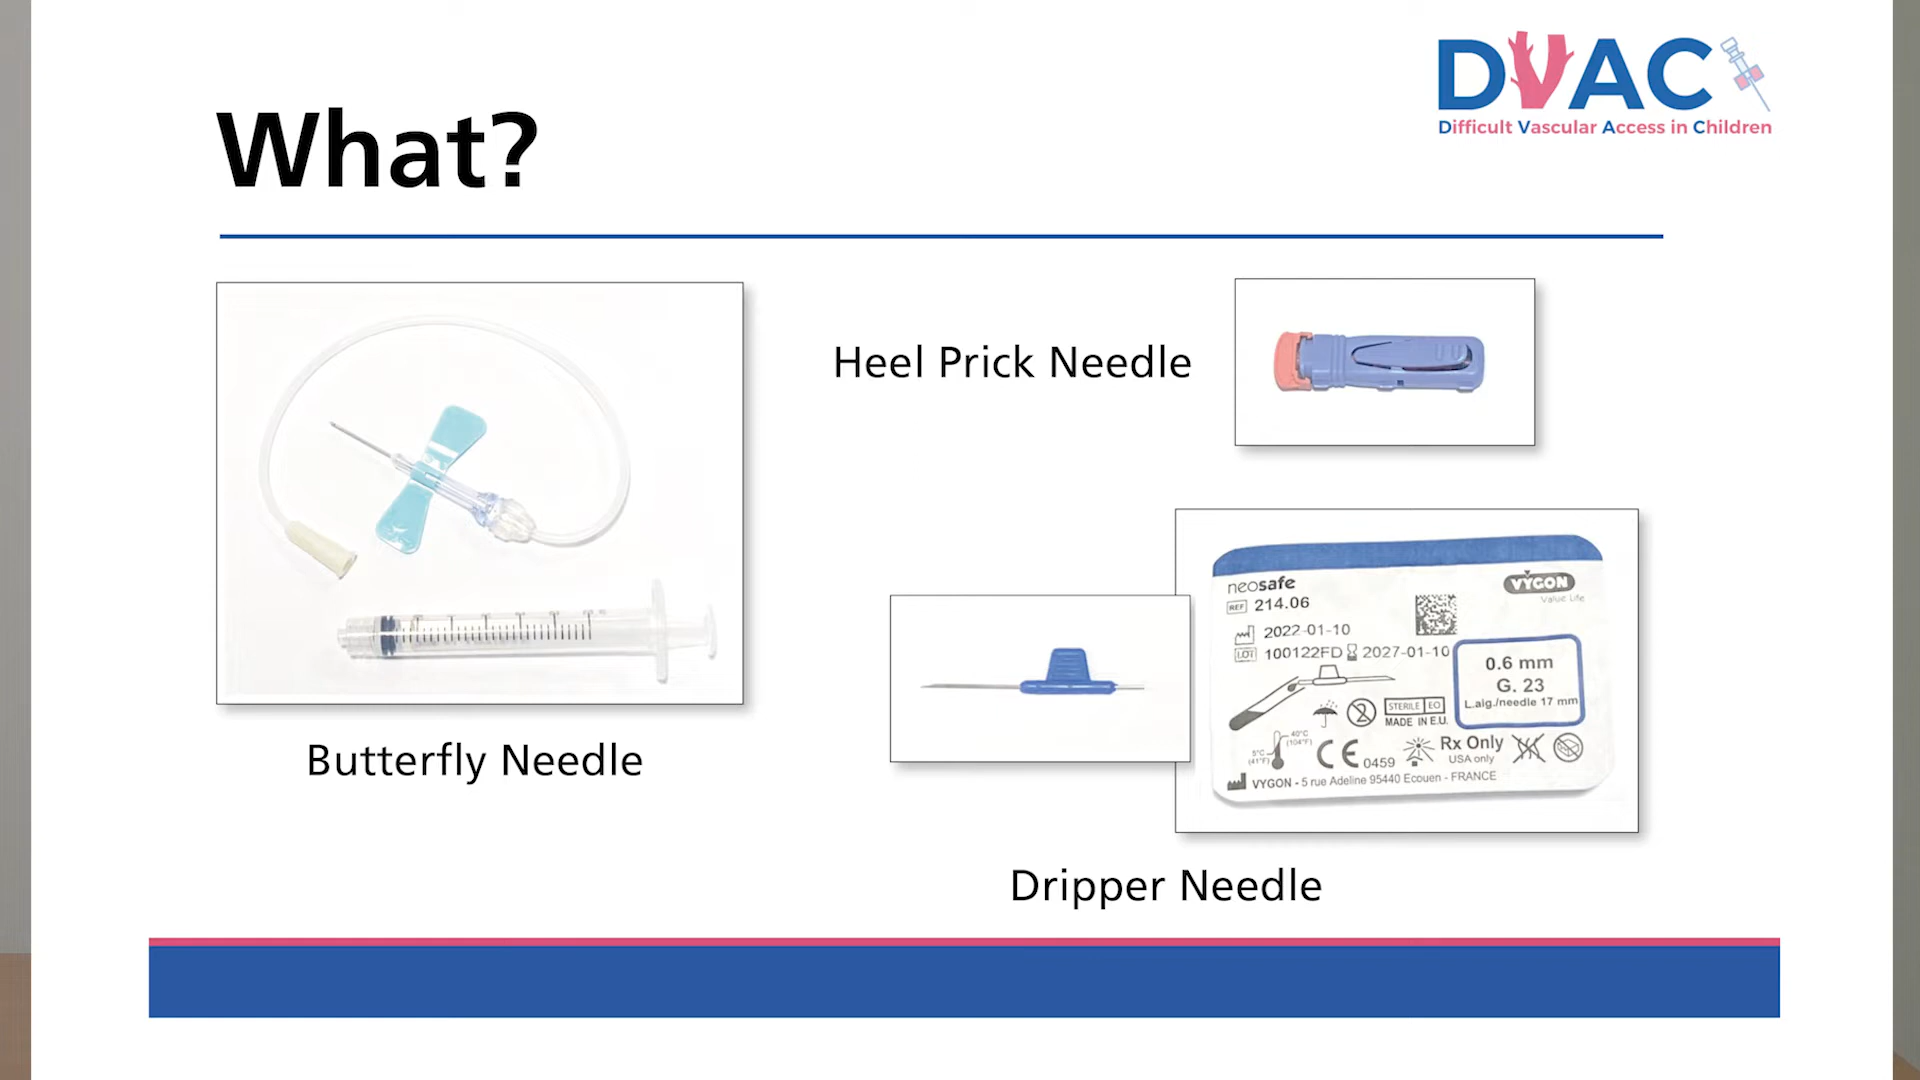 DVAC
Difficult Vascular Access in Children
What?
Heel Prick Needle
Butterfly Needle
neosafe
VYGON
Value Life
REF 214.06
2022-01-10
LOT 100122FD 2027-01-10
0.6 mm
G. 23
L.aig./needle 17 mm
STERILE EO
MADE IN E.U.
40°C
(104°F)
5°C
(41°F)
CE 0459
Rx Only
USA only
VYGON - 5 rue Adeline 95440 Ecouen - FRANCE
Dripper Needle